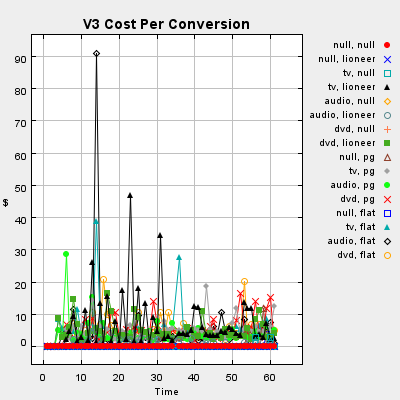 V3 Cost Per Conversion
90
80
70
60
50
40
30
20
10
0
$
0 10 20 30 40 50 60
Time
null, null
null, lioneer
tv, null
tv, lioneer
audio, null
audio, lioneer
dvd, null
dvd, lioneer
null, pg
tv, pg
audio, pg
dvd, pg
null, flat
tv, flat
audio, flat
dvd, flat